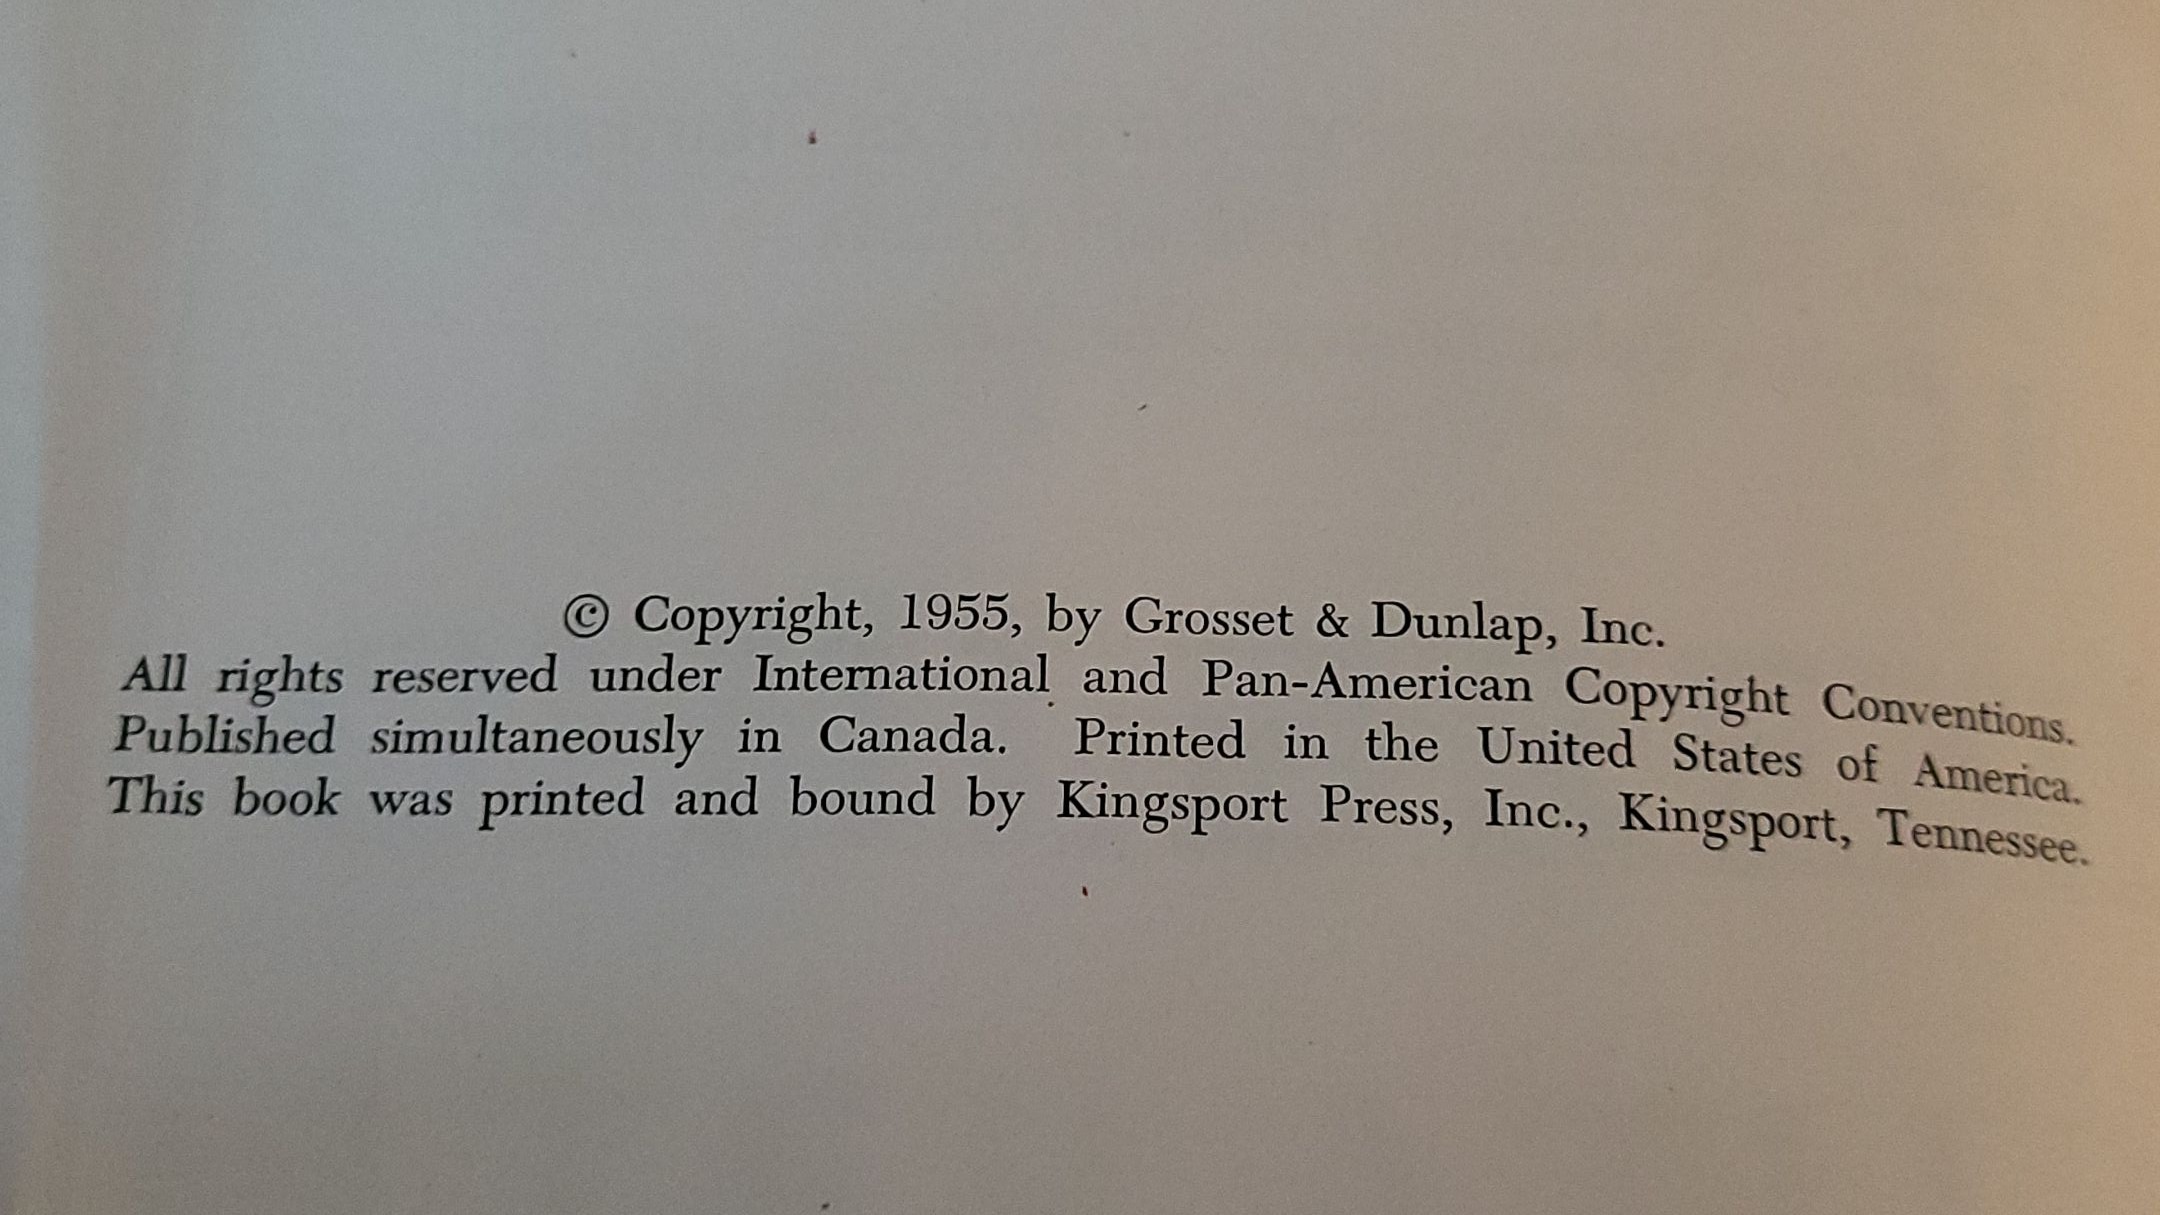 © Copyright, 1955, by Grosset & Dunlap, Inc.
All rights reserved under International and Pan-American Copyright Conventions.
Published simultaneously in Canada. Printed in the United States of America.
This book was printed and bound by Kingsport Press, Inc., Kingsport, Tennessee.